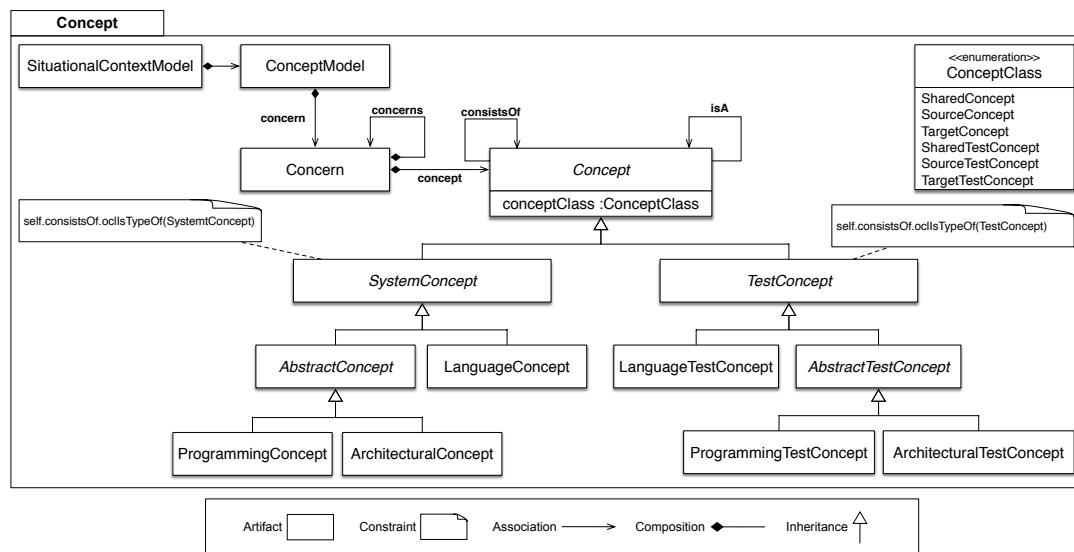 Concept
SituationalContextModel
ConceptModel
<<enumeration>>
ConceptClass
SharedConcept
SourceConcept
TargetConcept
SharedTestConcept
SourceTestConcept
TargetTestConcept
concern
concerns
consistsOf
isA
Concern
concept
Concept
conceptClass :ConceptClass
self.consistsOf.oclIsTypeOf(SystemtConcept)
self.consistsOf.oclIsTypeOf(TestConcept)
SystemConcept
TestConcept
AbstractConcept
LanguageConcept
LanguageTestConcept
AbstractTestConcept
ProgrammingConcept
ArchitecturalConcept
ProgrammingTestConcept
ArchitecturalTestConcept
Artifact
Constraint
Association
Composition
Inheritance